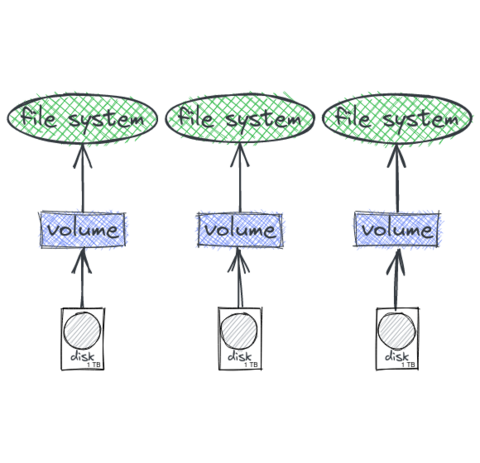 file system file system file system
volume volume volume
disk disk disk
1 TB 1 TB 1 TB